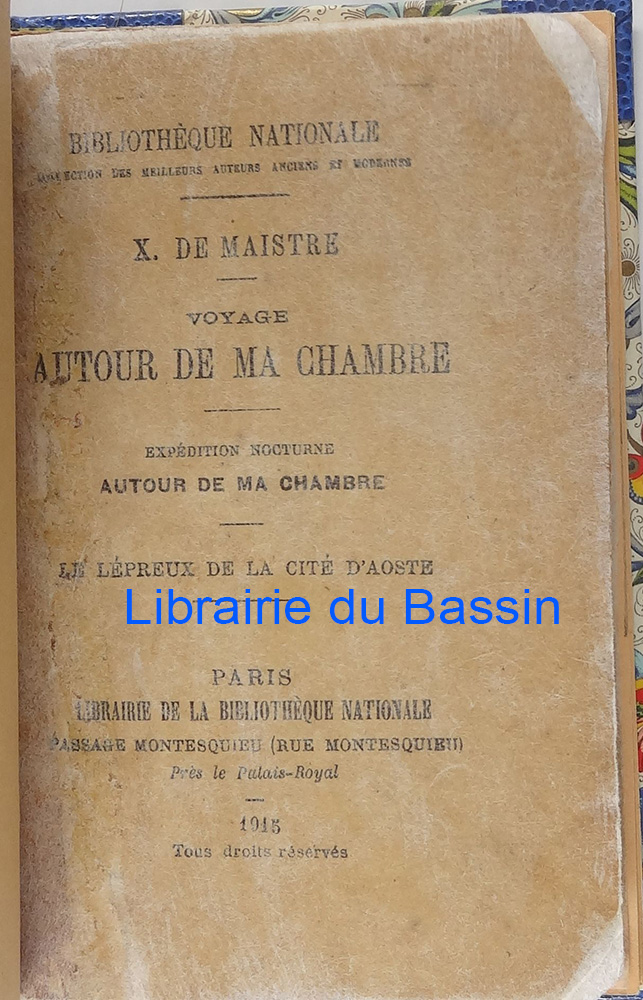 BIBLIOTHÈQUE NATIONALE
COLLECTION DES MEILLEURS AUTEURS ANCIENS ET MODERNES
X. DE MAISTRE
VOYAGE
AUTOUR DE MA CHAMBRE
EXPÉDITION NOCTURNE
AUTOUR DE MA CHAMBRE
LE LÉPREUX DE LA CITÉ D'AOSTE
Librairie du Bassin
PARIS
LIBRAIRIE DE LA BIBLIOTHÈQUE NATIONALE
PASSAGE MONTESQUIEU (RUE MONTESQUIEU)
Près le Palais-Royal
1915
Tous droits réservés